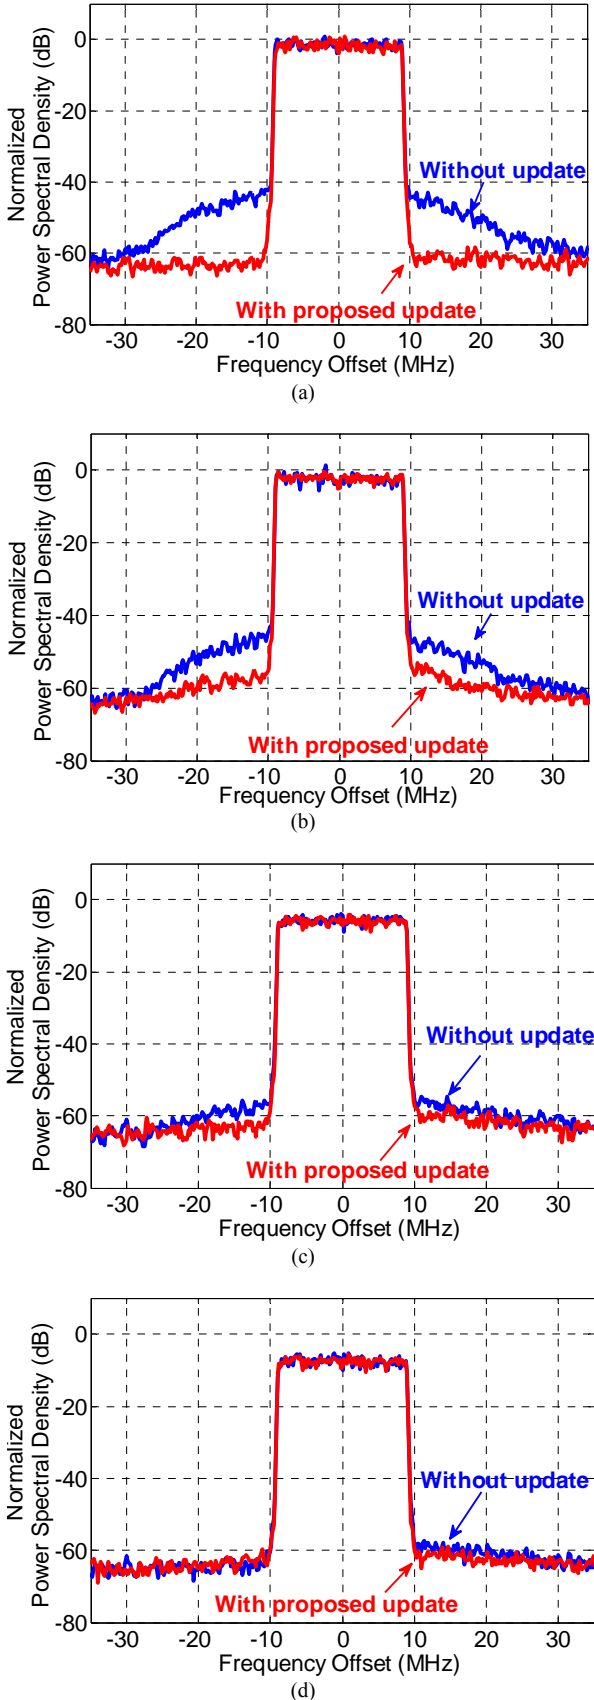 Normalized
Power Spectral Density (dB)
0
-20
-40
-60
-80
Without update
With proposed update
-30 -20 -10 0 10 20 30
Frequency Offset (MHz)
(a)
Normalized
Power Spectral Density (dB)
0
-20
-40
-60
-80
Without update
With proposed update
-30 -20 -10 0 10 20 30
Frequency Offset (MHz)
(b)
Normalized
Power Spectral Density (dB)
0
-20
-40
-60
-80
Without update
With proposed update
-30 -20 -10 0 10 20 30
Frequency Offset (MHz)
(c)
Normalized
Power Spectral Density (dB)
0
-20
-40
-60
-80
Without update
With proposed update
-30 -20 -10 0 10 20 30
Frequency Offset (MHz)
(d)